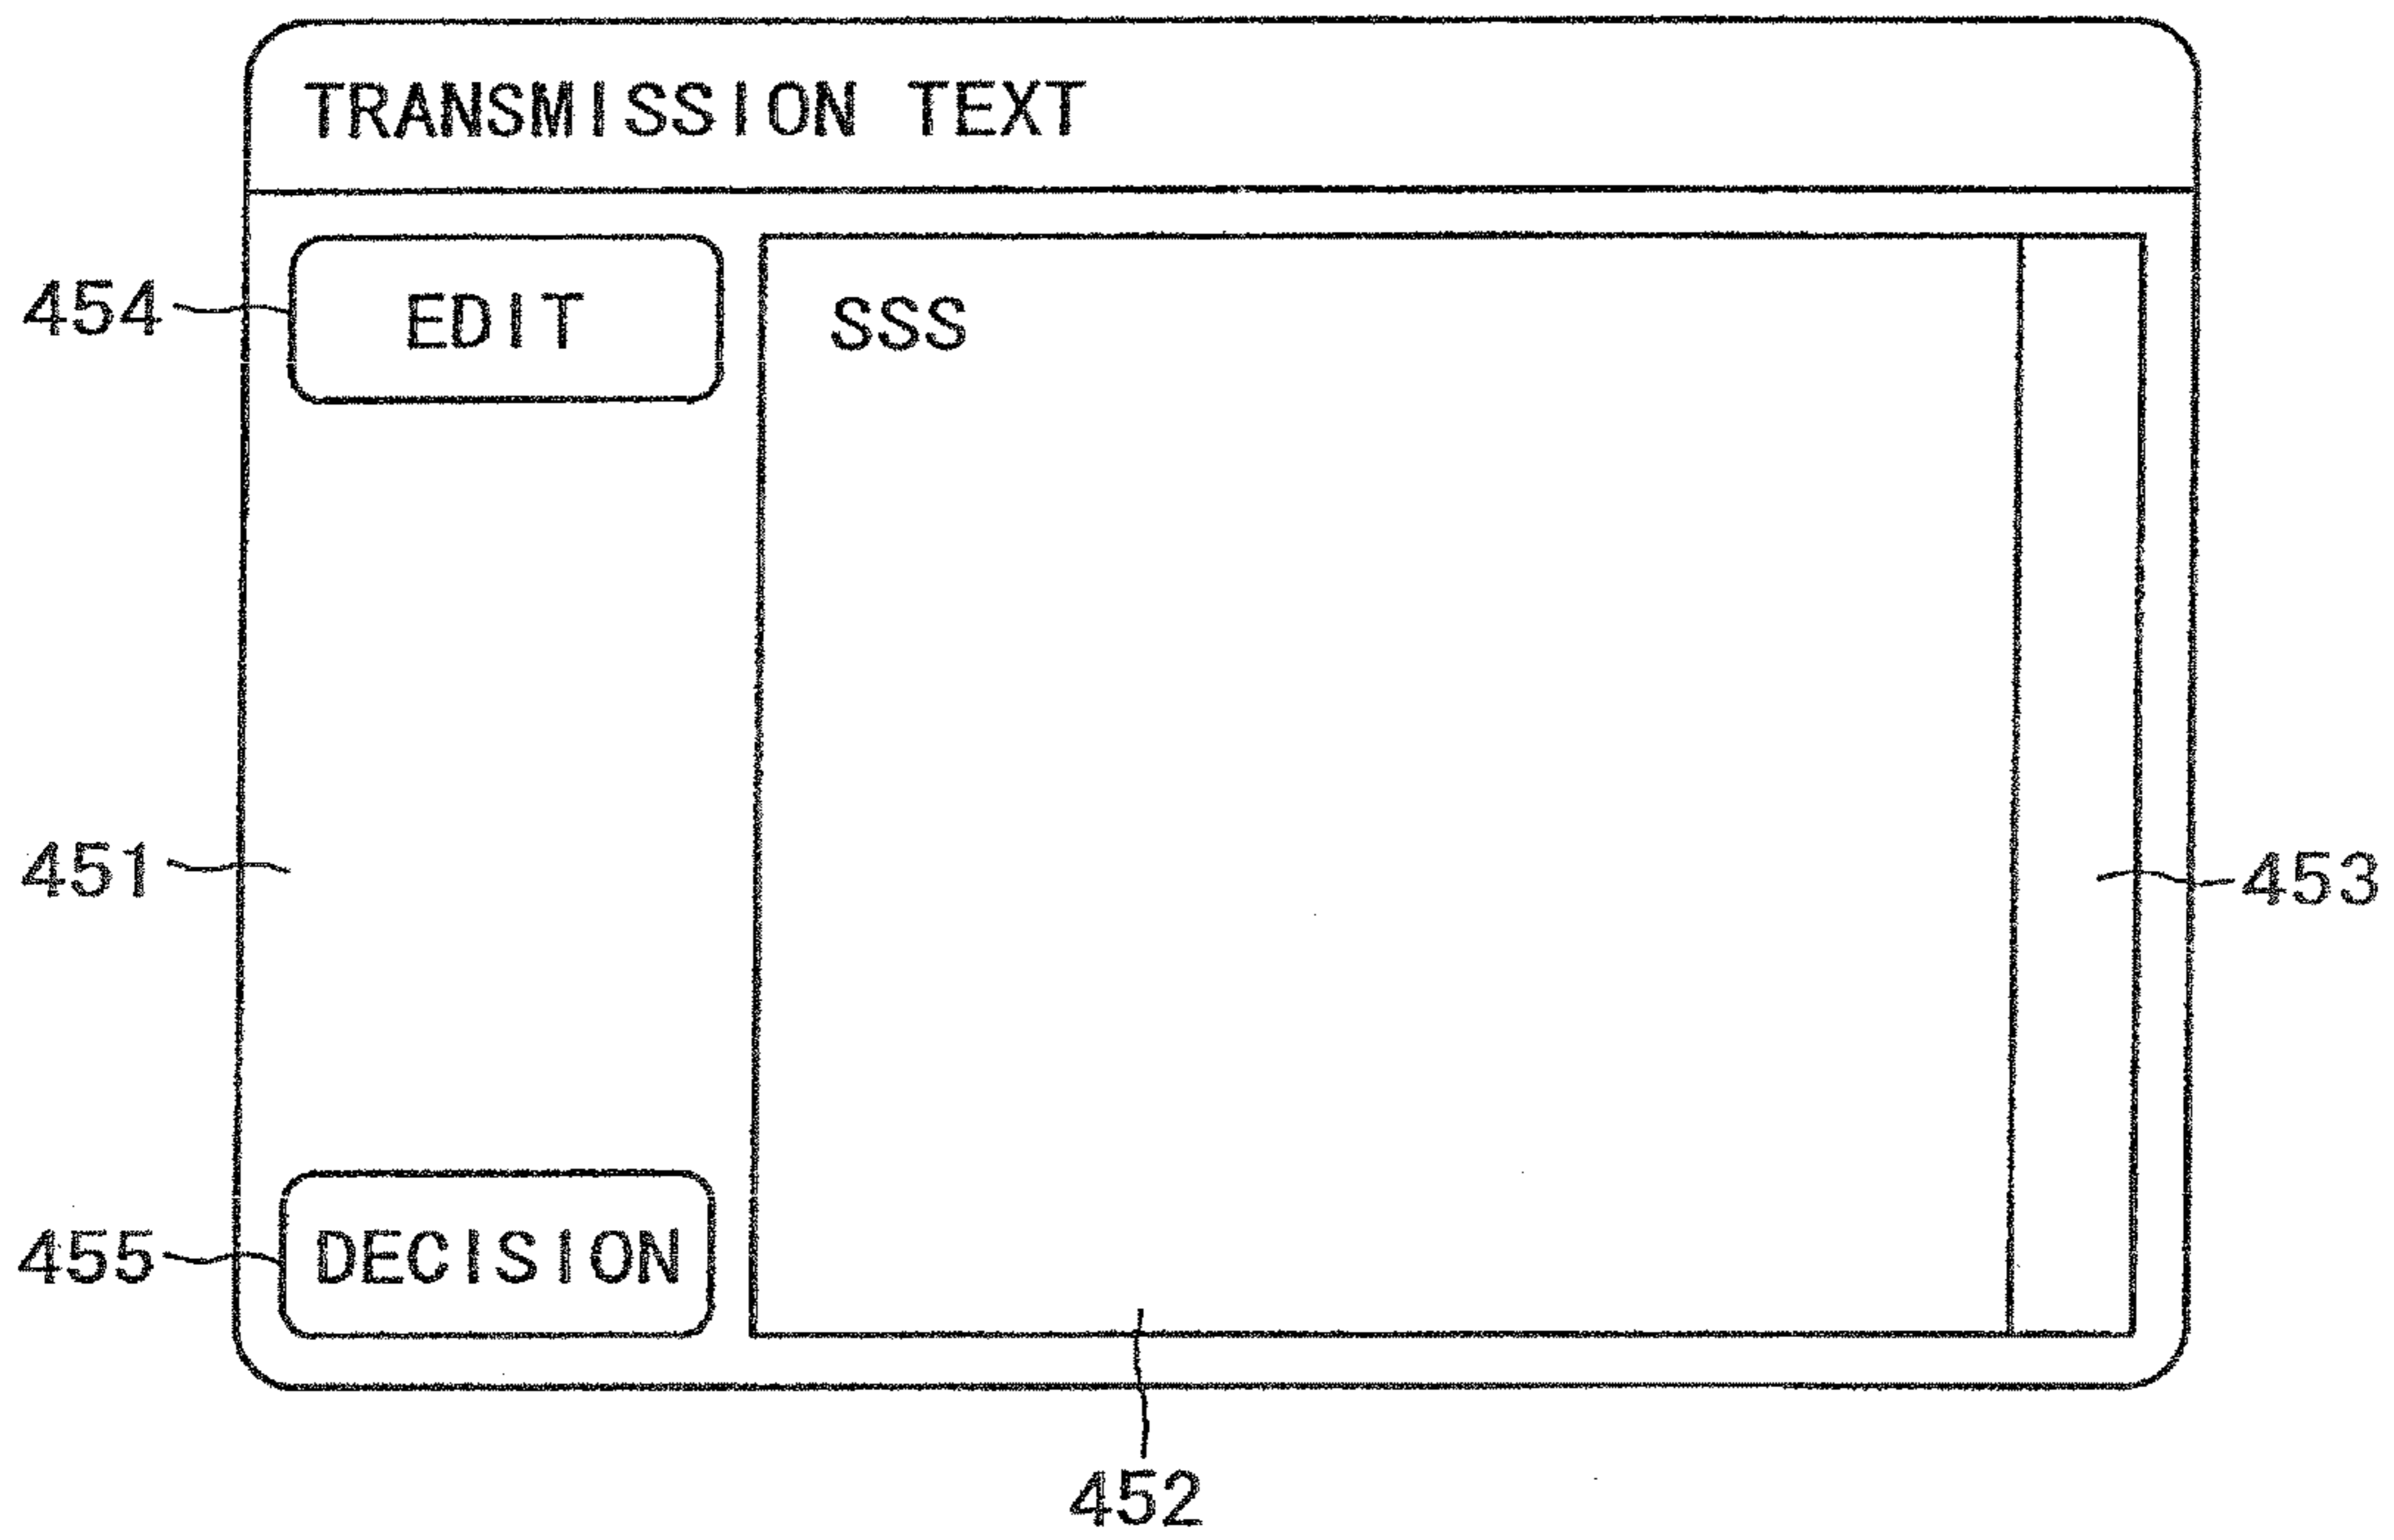 TRANSMISSION TEXT
454
EDIT
SSS
451
453
455
DECISION
452